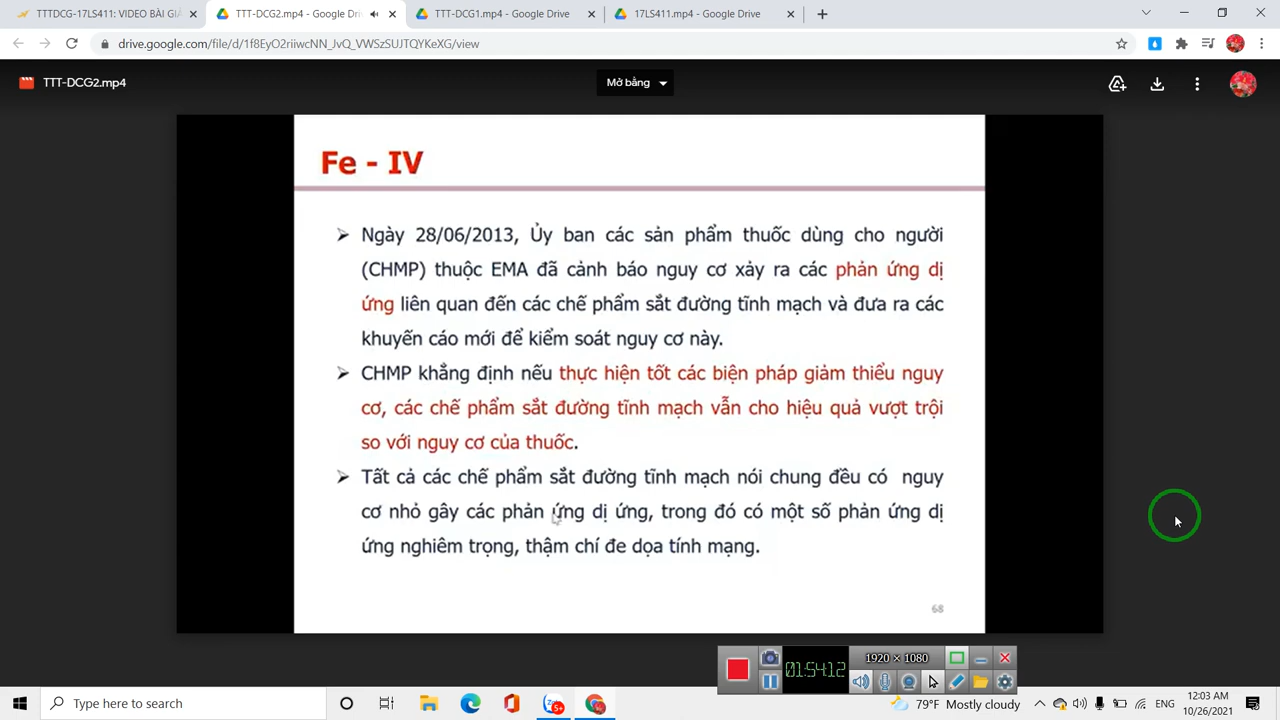 TTTDCG-17LS411: VIDEO BÀI GIẢ
TTT-DCG2.mp4 - Google Drive
TTT-DCG1.mp4 - Google Drive
17LS411.mp4 - Google Drive
drive.google.com/file/d/1f8EyO2riiwcNN_JvQ_VWSzSUJTQYKeXG/view
TTT-DCG2.mp4
Mở bằng
Fe - IV
Ngày 28/06/2013, Ủy ban các sản phẩm thuốc dùng cho người
(CHMP) thuộc EMA đã cảnh báo nguy cơ xảy ra các phản ứng dị
ứng liên quan đến các chế phẩm sắt đường tĩnh mạch và đưa ra các
khuyến cáo mới để kiểm soát nguy cơ này.
CHMP khẳng định nếu thực hiện tốt các biện pháp giảm thiểu nguy
cơ, các chế phẩm sắt đường tĩnh mạch vẫn cho hiệu quả vượt trội
so với nguy cơ của thuốc.
Tất cả các chế phẩm sắt đường tĩnh mạch nói chung đều có nguy
cơ nhỏ gây các phản ứng dị ứng, trong đó có một số phản ứng dị
ứng nghiêm trọng, thậm chí đe dọa tính mạng.
68
01:54:12
1920 × 1080
Type here to search
5+
79°F Mostly cloudy
ENG
12:03 AM
10/26/2021